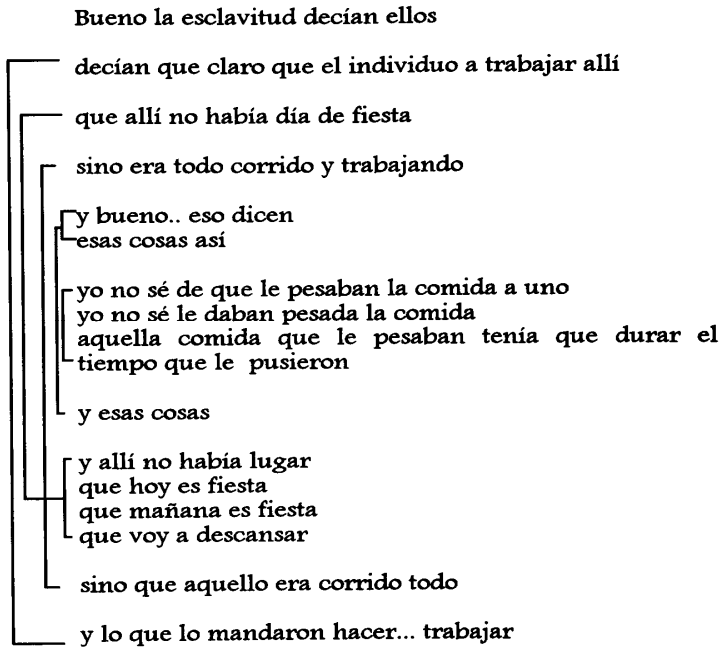 Bueno la esclavitud decían ellos
decían que claro que el individuo a trabajar allí
que allí no había día de fiesta
sino era todo corrido y trabajando
y bueno.. eso dicen
esas cosas así
yo no sé de que le pesaban la comida a uno
yo no sé le daban pesada la comida
aquella comida que le pesaban tenía que durar el
tiempo que le pusieron
y esas cosas
y allí no había lugar
que hoy es fiesta
que mañana es fiesta
que voy a descansar
sino que aquello era corrido todo
y lo que lo mandaron hacer... trabajar